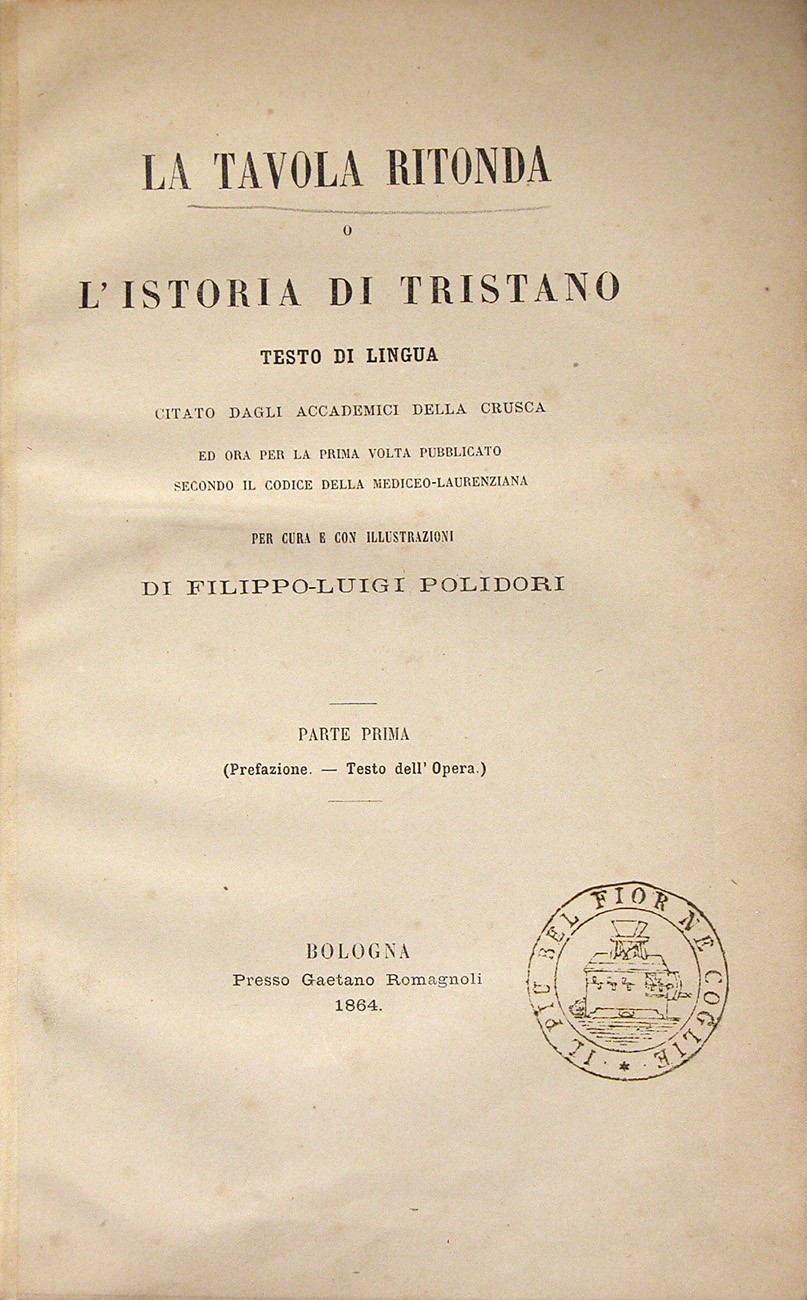 LA TAVOLA RITONDA
O
L' ISTORIA DI TRISTANO
TESTO DI LINGUA
CITATO DAGLI ACCADEMICI DELLA CRUSCA
ED ORA PER LA PRIMA VOLTA PUBBLICATO
SECONDO IL CODICE DELLA MEDICEO-LAURENZIANA
PER CURA E CON ILLUSTRAZIONI
DI FILIPPO-LUIGI POLIDORI
PARTE PRIMA
(Prefazione. — Testo dell' Opera.)
BOLOGNA
Presso Gaetano Romagnoli
1864.
IL PIU BEL FIOR NE COGLIE